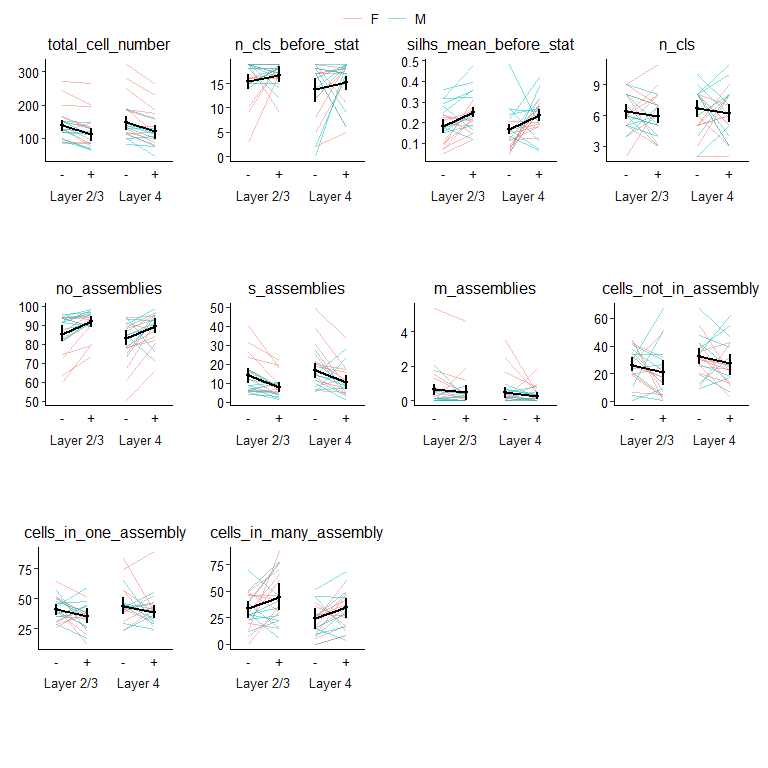 F M
total_cell_number n_cls_before_stat silhs_mean_before_stat n_cls
300 200 100
15 10 5 0
0.5 0.4 0.3 0.2 0.1
9 6 3
- + - + - + - + - + - + - + - +
Layer 2/3 Layer 4 Layer 2/3 Layer 4 Layer 2/3 Layer 4 Layer 2/3 Layer 4
no_assemblies s_assemblies m_assemblies cells_not_in_assembly
100 90 80 70 60 50
50 40 30 20 10 0
4 2 0
60 40 20 0
- + - + - + - + - + - + - + - +
Layer 2/3 Layer 4 Layer 2/3 Layer 4 Layer 2/3 Layer 4 Layer 2/3 Layer 4
cells_in_one_assembly cells_in_many_assembly
75 50 25
75 50 25 0
- + - + - + - +
Layer 2/3 Layer 4 Layer 2/3 Layer 4